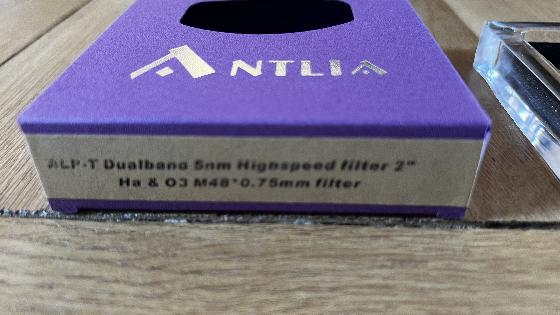 ANTLIA
ALP-T Dualband 5nm Highspeed filter 2"
Ha & O3 M48*0.75mm filter